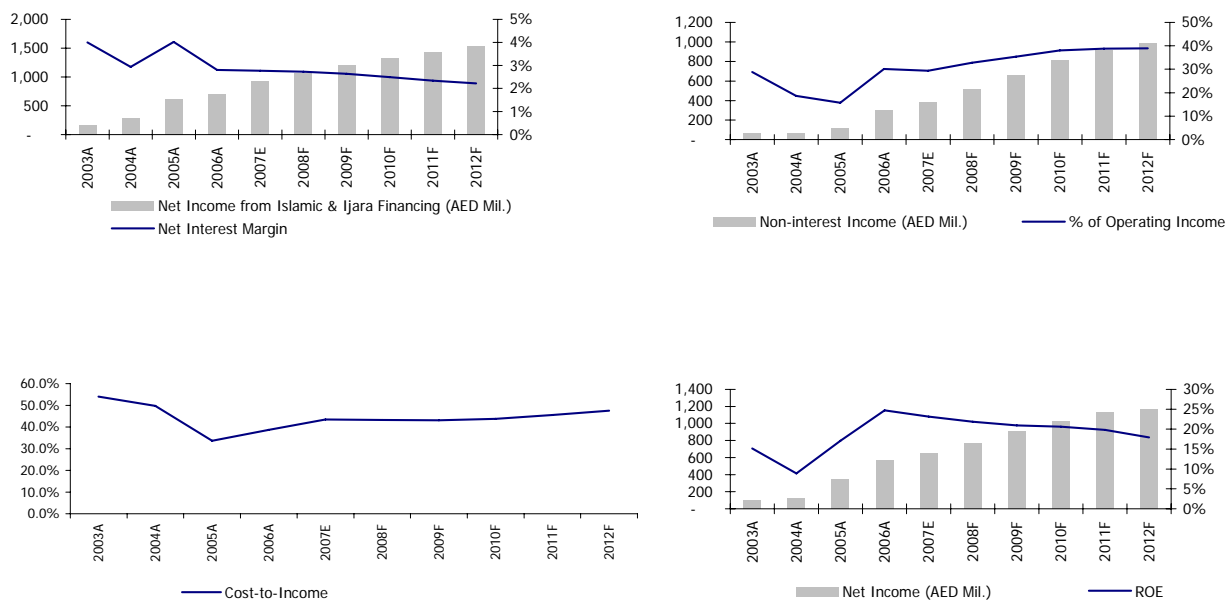 2,000
1,500
1,000
500
-
5%
4%
3%
2%
1%
0%
2003A
2004A
2005A
2006A
2007E
2008F
2009F
2010F
2011F
2012F
Net Income from Islamic & Ijara Financing (AED Mil.)
Net Interest Margin
1,200
1,000
800
600
400
200
-
50%
40%
30%
20%
10%
0%
2003A
2004A
2005A
2006A
2007E
2008F
2009F
2010F
2011F
2012F
Non-interest Income (AED Mil.)
% of Operating Income
60.0%
50.0%
40.0%
30.0%
20.0%
10.0%
0.0%
2003A
2004A
2005A
2006A
2007E
2008F
2009F
2010F
2011F
2012F
Cost-to-Income
1,400
1,200
1,000
800
600
400
200
-
30%
25%
20%
15%
10%
5%
0%
2003A
2004A
2005A
2006A
2007E
2008F
2009F
2010F
2011F
2012F
Net Income (AED Mil.)
ROE